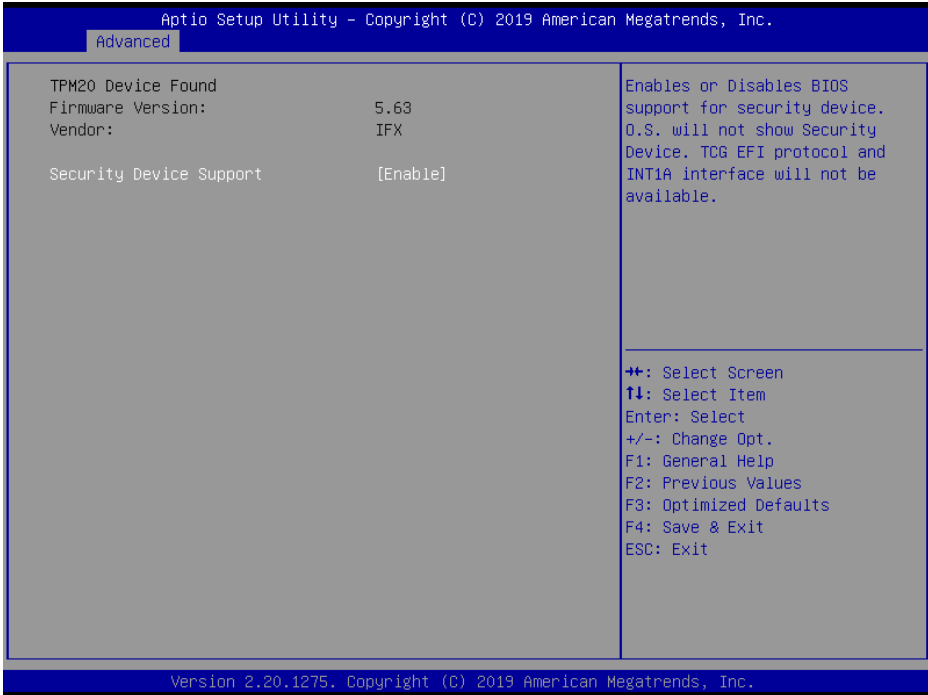 Aptio Setup Utility – Copyright (C) 2019 American Megatrends, Inc.
Advanced
TPM20 Device Found
Firmware Version: 5.63
Vendor: IFX
Security Device Support [Enable]
Enables or Disables BIOS
support for security device.
O.S. will not show Security
Device. TCG EFI protocol and
INT1A interface will not be
available.
→←: Select Screen
↑↓: Select Item
Enter: Select
+/-: Change Opt.
F1: General Help
F2: Previous Values
F3: Optimized Defaults
F4: Save & Exit
ESC: Exit
Version 2.20.1275. Copyright (C) 2019 American Megatrends, Inc.